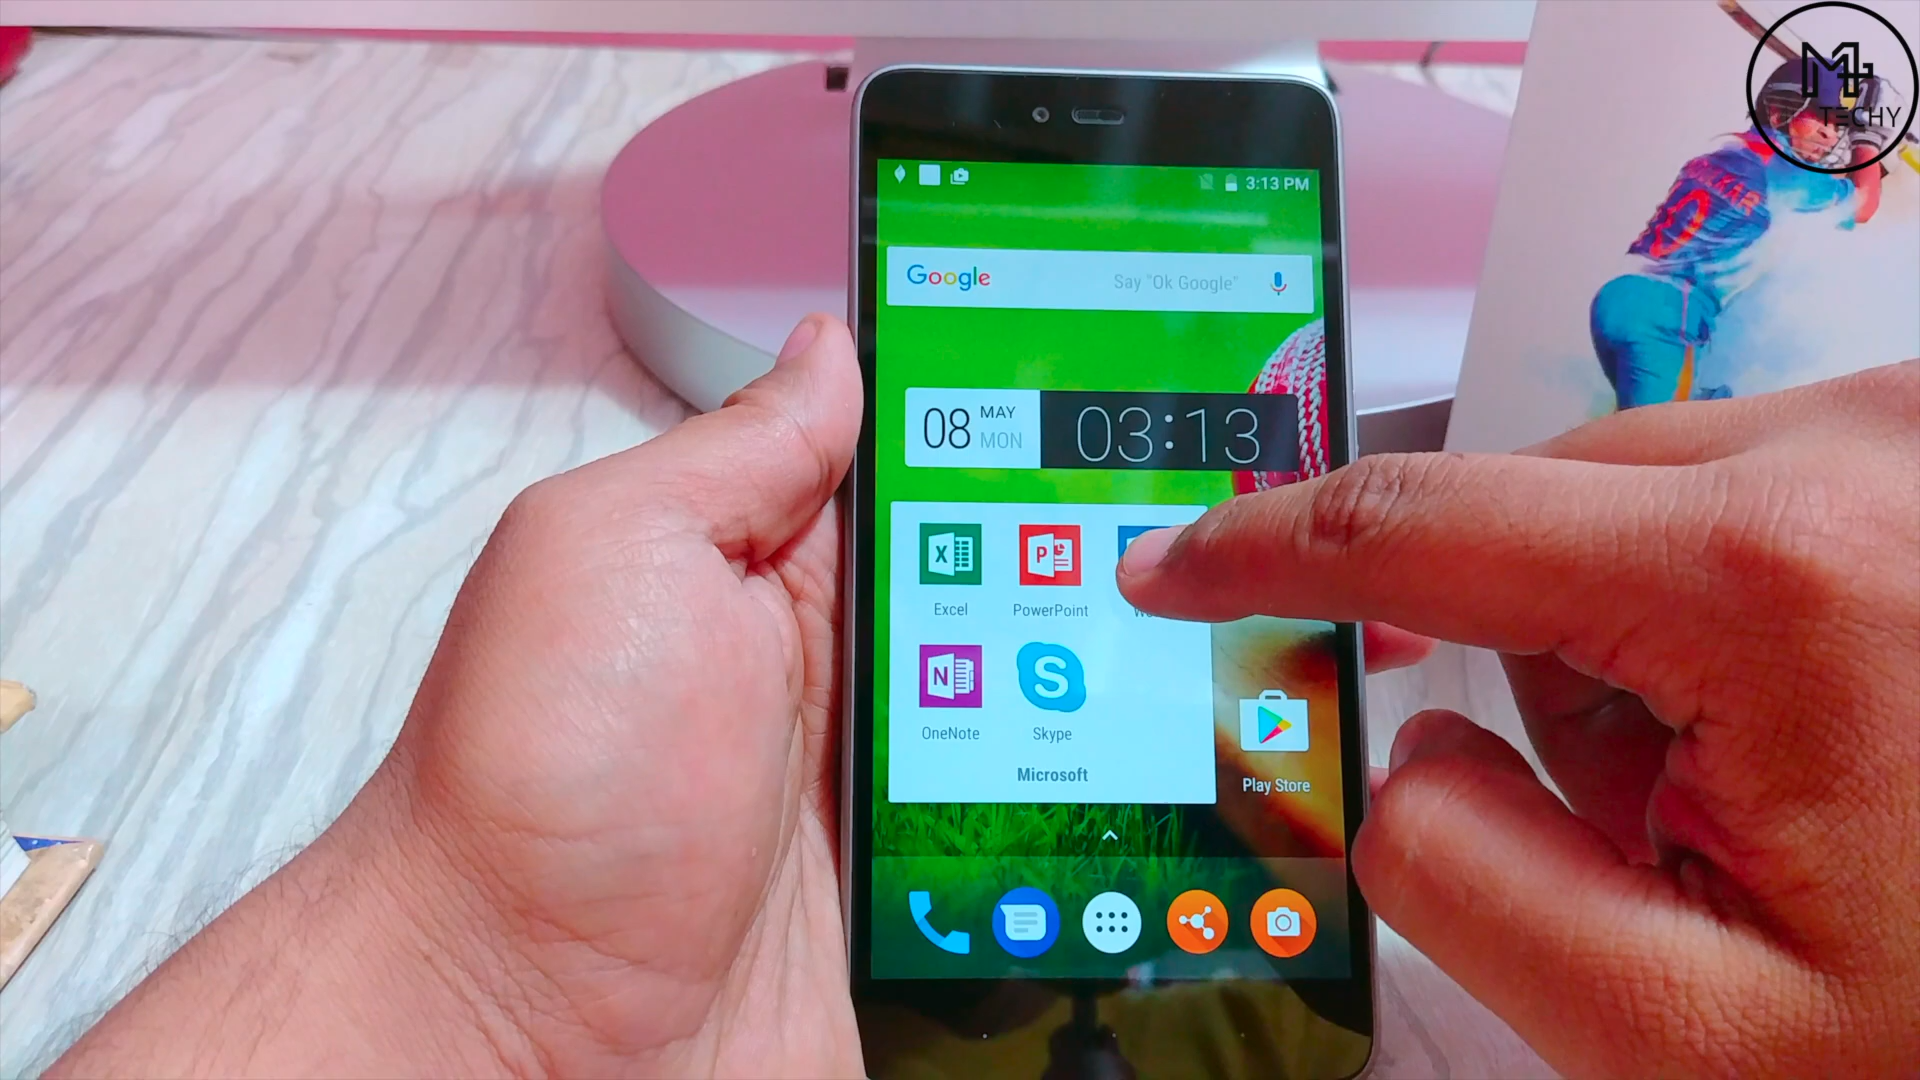 M
TECHY
3:13 PM
Google
Say "Ok Google"
08 MAY
MON
03:13
Excel
PowerPoint
OneNote
Skype
Microsoft
Play Store